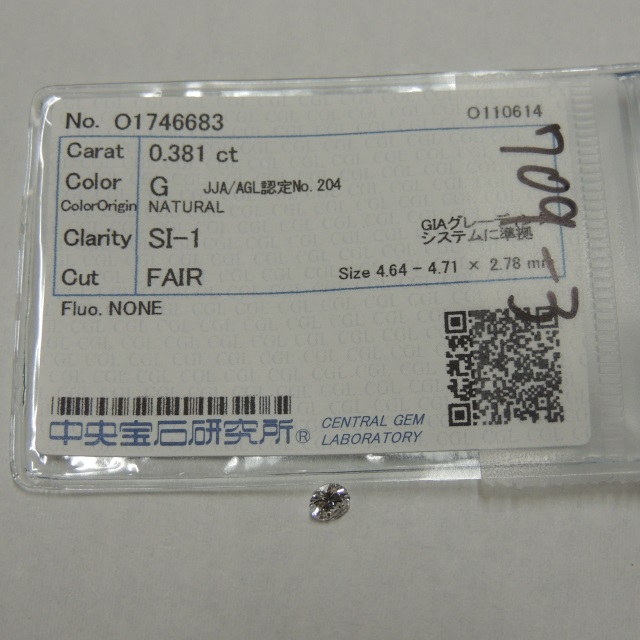 No. O1746683 O110614
Carat 0.381 ct
Color G JJA/AGL認定No.204
ColorOrigin NATURAL
Clarity SI-1 GIAグレーデ
システムに準拠
Cut FAIR Size 4.64 - 4.71 × 2.78 mm
Fluo. NONE
中央宝石研究所® CENTRAL GEM
LABORATORY
709-3